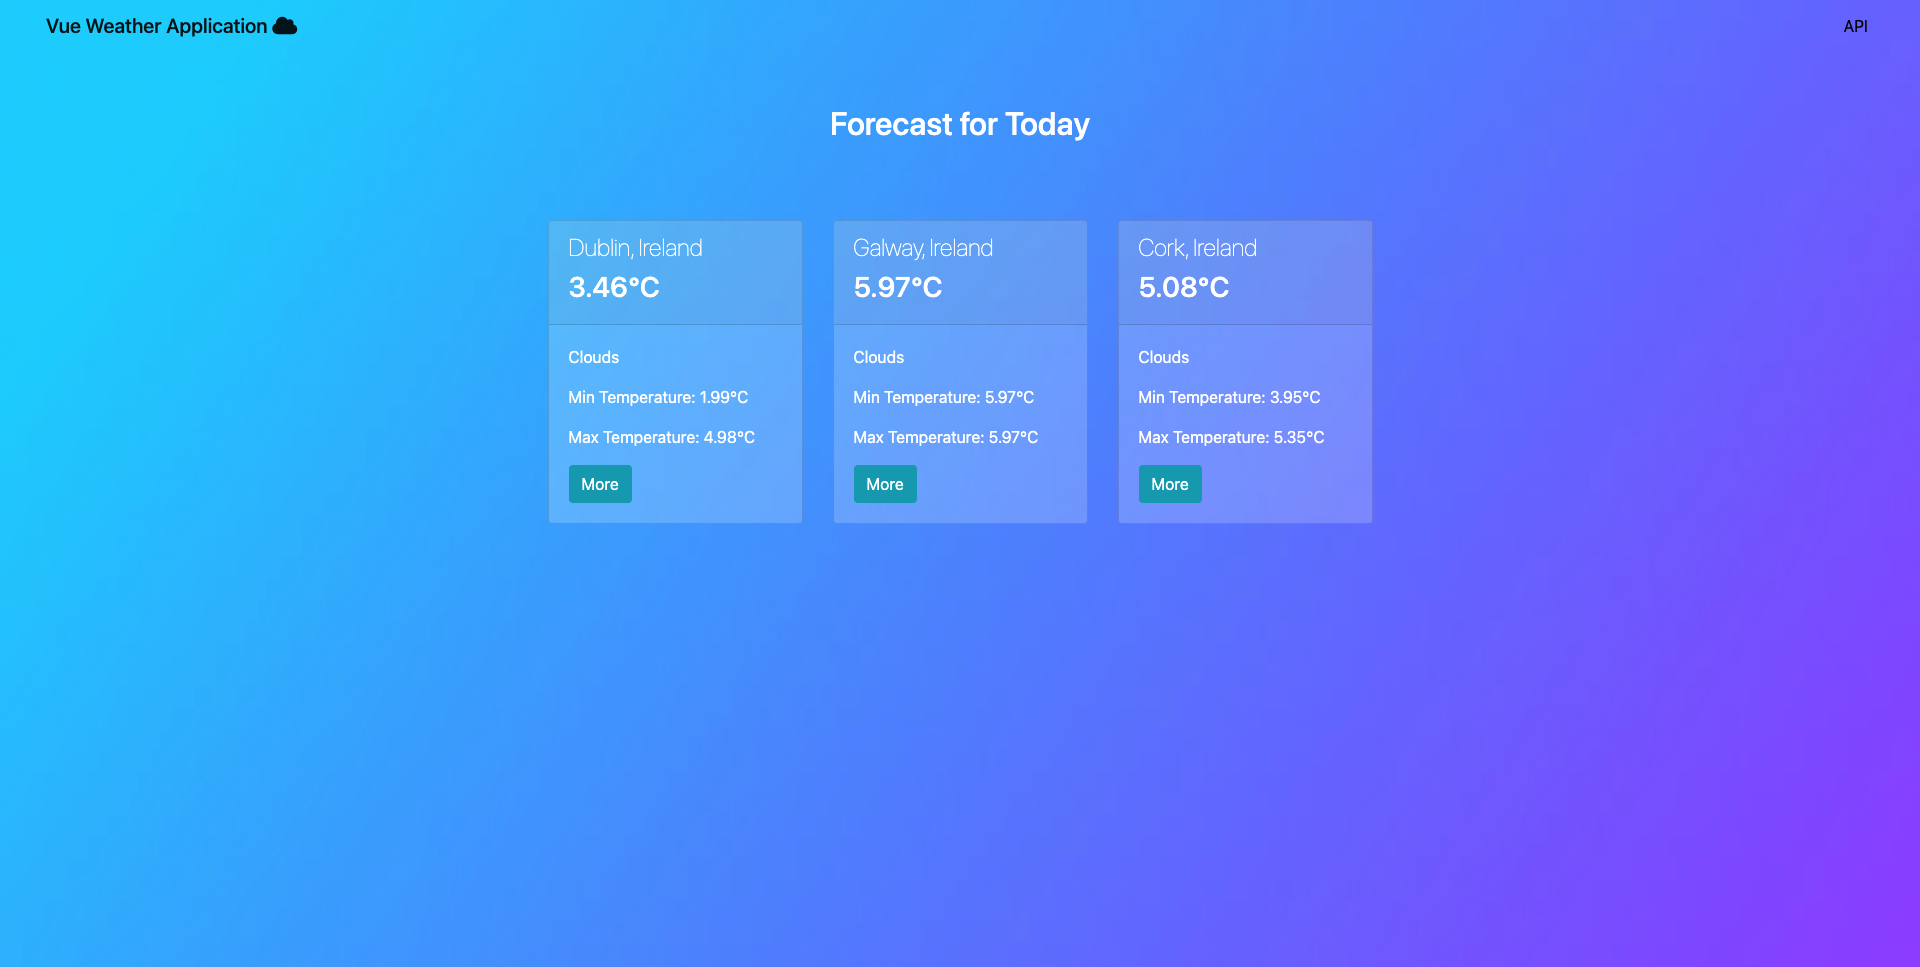 Vue Weather Application
API
Forecast for Today
Dublin, Ireland
3.46°C
Clouds
Min Temperature: 1.99°C
Max Temperature: 4.98°C
More
Galway, Ireland
5.97°C
Clouds
Min Temperature: 5.97°C
Max Temperature: 5.97°C
More
Cork, Ireland
5.08°C
Clouds
Min Temperature: 3.95°C
Max Temperature: 5.35°C
More